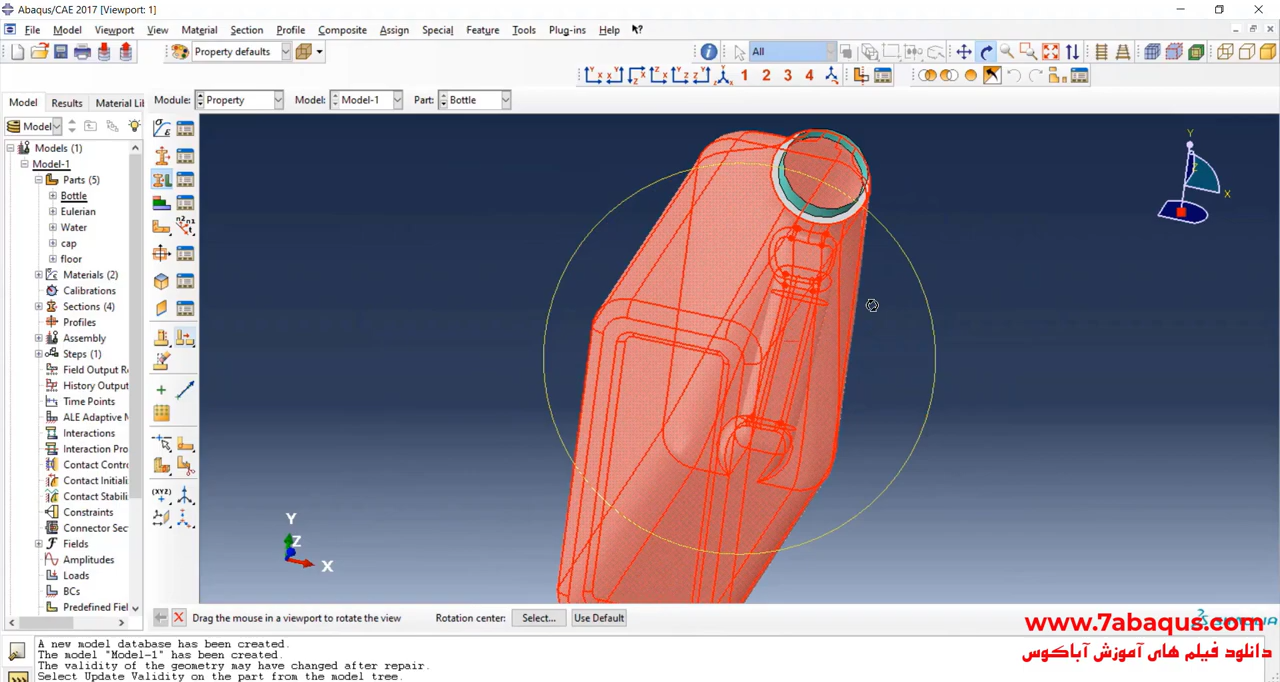 Abaqus/CAE 2017 [Viewport: 1]
File Model Viewport View Material Section Profile Composite Assign Special Feature Tools Plug-ins Help
Property defaults All 1 2 3 4
Model Results Material Lib Module: Property Model: Model-1 Part: Bottle
Model
Models (1)
Model-1
Parts (5)
Bottle
Eulerian
Water
cap
floor
Materials (2)
Calibrations
Sections (4)
Profiles
Assembly
Steps (1)
Field Output R
History Output
Time Points
ALE Adaptive M
Interactions
Interaction Pro
Contact Contr
Contact Initiali
Contact Stabili
Constraints
Connector Sec
Fields
Amplitudes
Loads
BCs
Predefined Fiel
Y
Z
X
Y
Z
X
Drag the mouse in a viewport to rotate the view Rotation center: Select... Use Default
www.7abaqus.com
دانلود فیلم های آموزش آباکوس
A new model database has been created.
The model "Model-1" has been created.
The validity of the geometry may have changed after repair.
Select Update Validity on the part from the model tree.